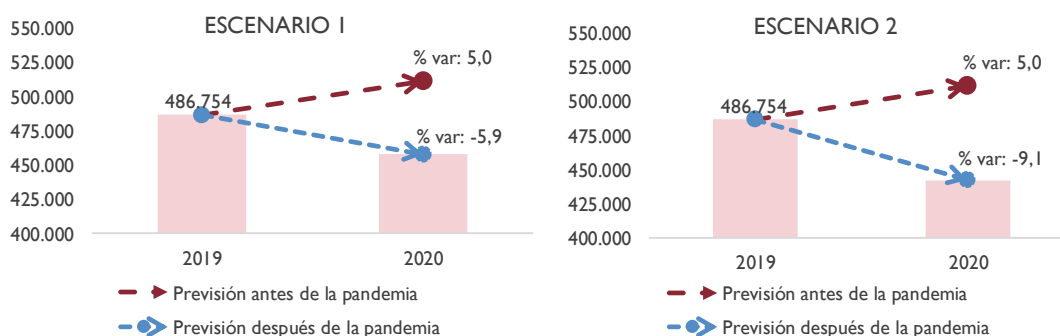 ESCENARIO 1
550.000
525.000
500.000
475.000
450.000
425.000
400.000
% var: 5,0
486.754
% var: -5,9
2019
2020
Previsión antes de la pandemia
Previsión después de la pandemia
ESCENARIO 2
550.000
525.000
500.000
475.000
450.000
425.000
400.000
% var: 5,0
486.754
% var: -9,1
2019
2020
Previsión antes de la pandemia
Previsión después de la pandemia